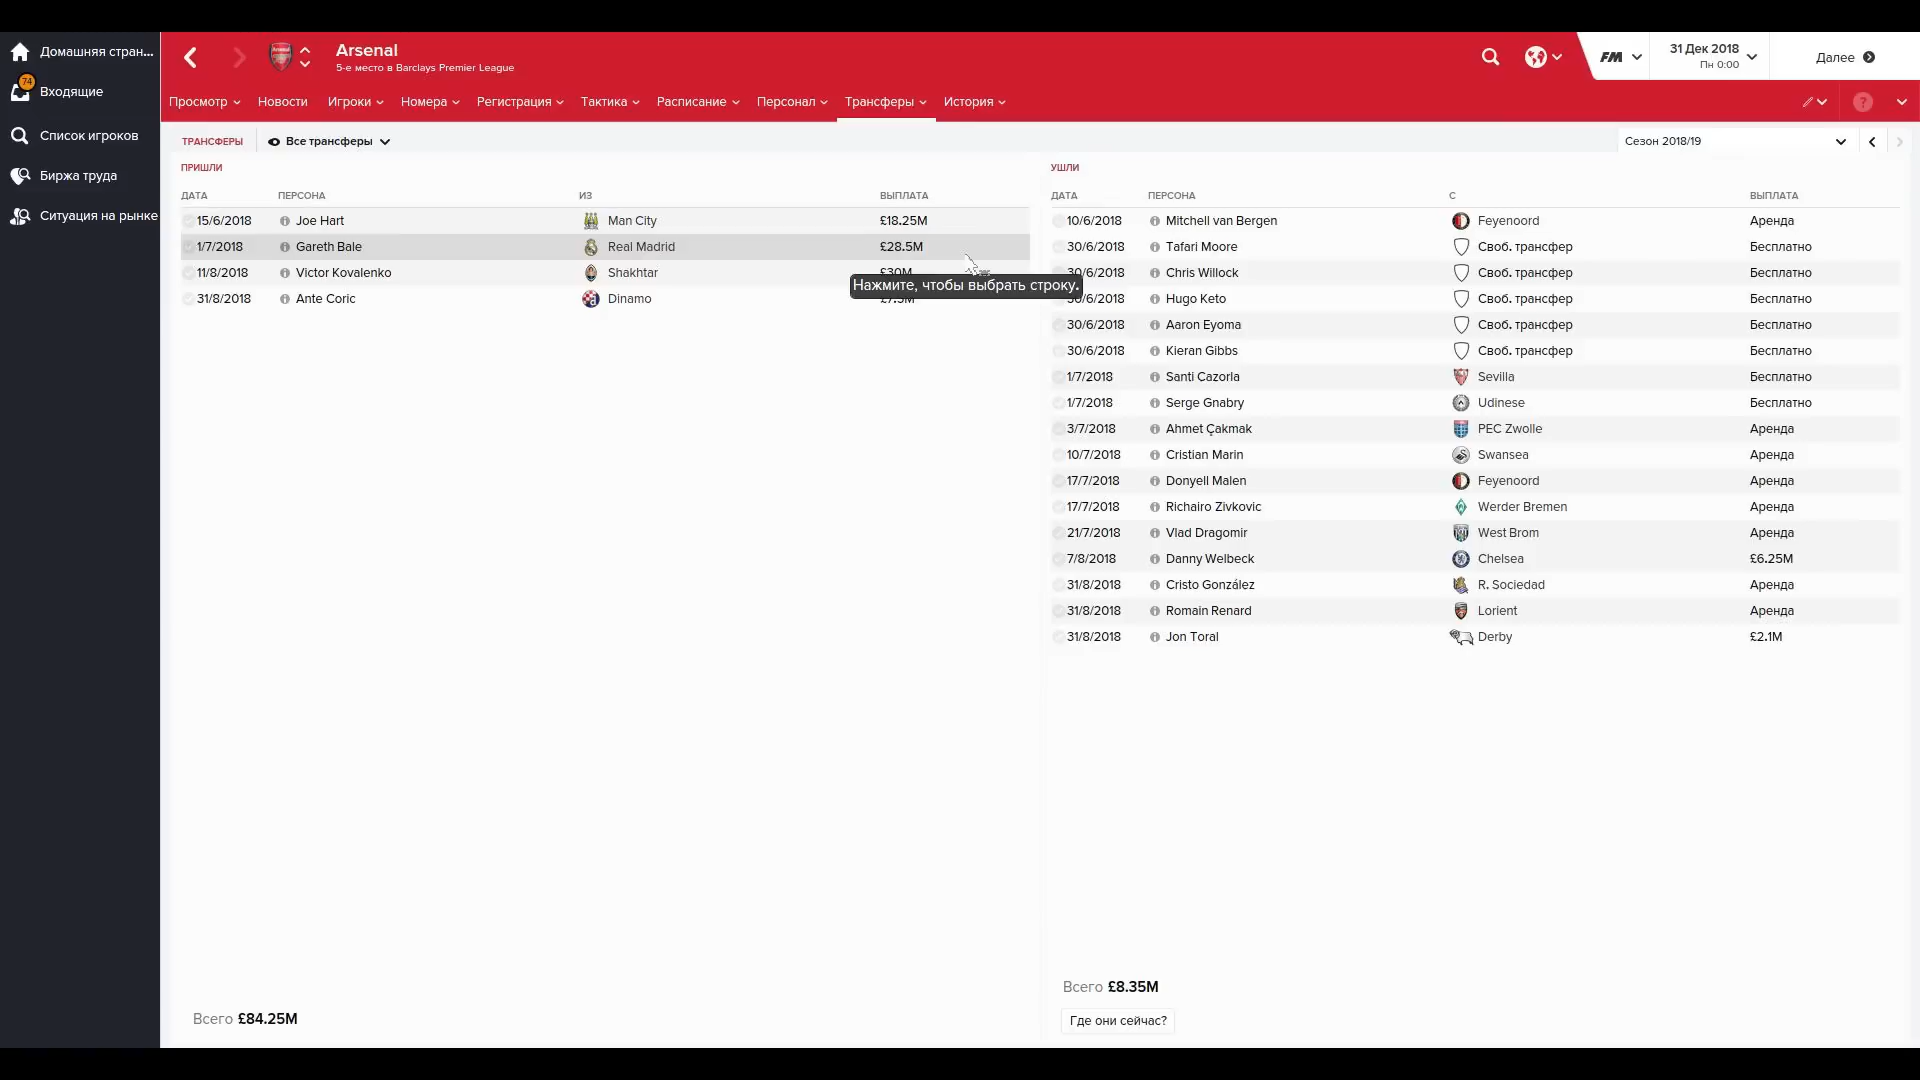 Домашняя стран...
74
Входящие
Список игроков
Биржа труда
Ситуация на рынке
Arsenal
5-е место в Barclays Premier League
FM
31 Дек 2018
Пн 0:00
Далее
Просмотр Новости Игроки Номера Регистрация Тактика Расписание Персонал Трансферы История
?
ТРАНСФЕРЫ Все трансферы
Сезон 2018/19
ПРИШЛИ
ДАТА ПЕРСОНА ИЗ ВЫПЛАТА
15/6/2018 Joe Hart Man City £18.25M
1/7/2018 Gareth Bale Real Madrid £28.5M
11/8/2018 Victor Kovalenko Shakhtar £30M
31/8/2018 Ante Coric Dinamo £7.5M
Нажмите, чтобы выбрать строку.
Всего £84.25M
УШЛИ
ДАТА ПЕРСОНА С ВЫПЛАТА
10/6/2018 Mitchell van Bergen Feyenoord Аренда
30/6/2018 Tafari Moore Своб. трансфер Бесплатно
30/6/2018 Chris Willock Своб. трансфер Бесплатно
30/6/2018 Hugo Keto Своб. трансфер Бесплатно
30/6/2018 Aaron Eyoma Своб. трансфер Бесплатно
30/6/2018 Kieran Gibbs Своб. трансфер Бесплатно
1/7/2018 Santi Cazorla Sevilla Бесплатно
1/7/2018 Serge Gnabry Udinese Бесплатно
3/7/2018 Ahmet Çakmak PEC Zwolle Аренда
10/7/2018 Cristian Marin Swansea Аренда
17/7/2018 Donyell Malen Feyenoord Аренда
17/7/2018 Richairo Zivkovic Werder Bremen Аренда
21/7/2018 Vlad Dragomir West Brom Аренда
7/8/2018 Danny Welbeck Chelsea £6.25M
31/8/2018 Cristo González R. Sociedad Аренда
31/8/2018 Romain Renard Lorient Аренда
31/8/2018 Jon Toral Derby £2.1M
Всего £8.35M
Где они сейчас?